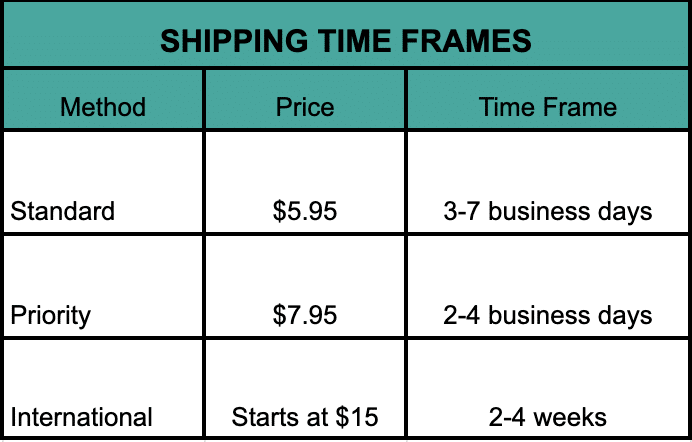 SHIPPING TIME FRAMES
Method Price Time Frame
Standard $5.95 3-7 business days
Priority $7.95 2-4 business days
International Starts at $15 2-4 weeks